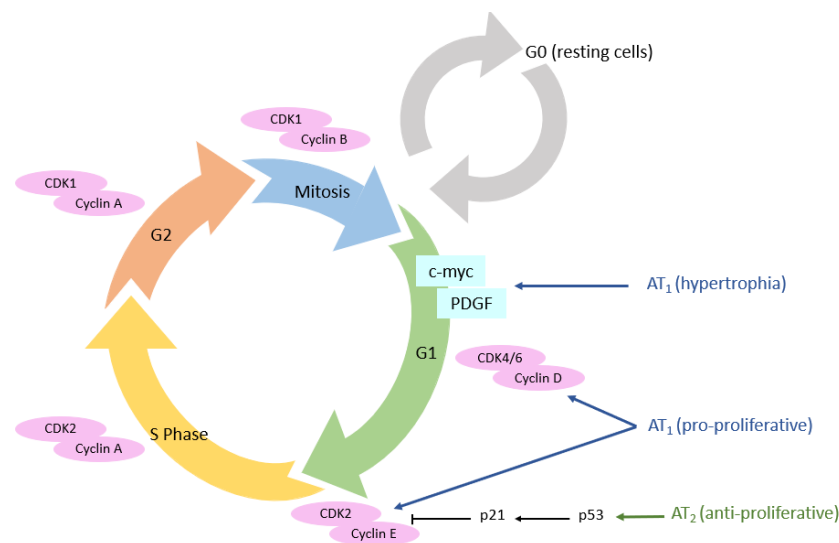 G0 (resting cells)
CDK1
Cyclin B
CDK1
Cyclin A
Mitosis
G2
c-myc
PDGF
AT₁ (hypertrophia)
G1
CDK4/6
Cyclin D
AT₁ (pro-proliferative)
CDK2
Cyclin A
S Phase
CDK2
Cyclin E
p21
p53
AT₂ (anti-proliferative)